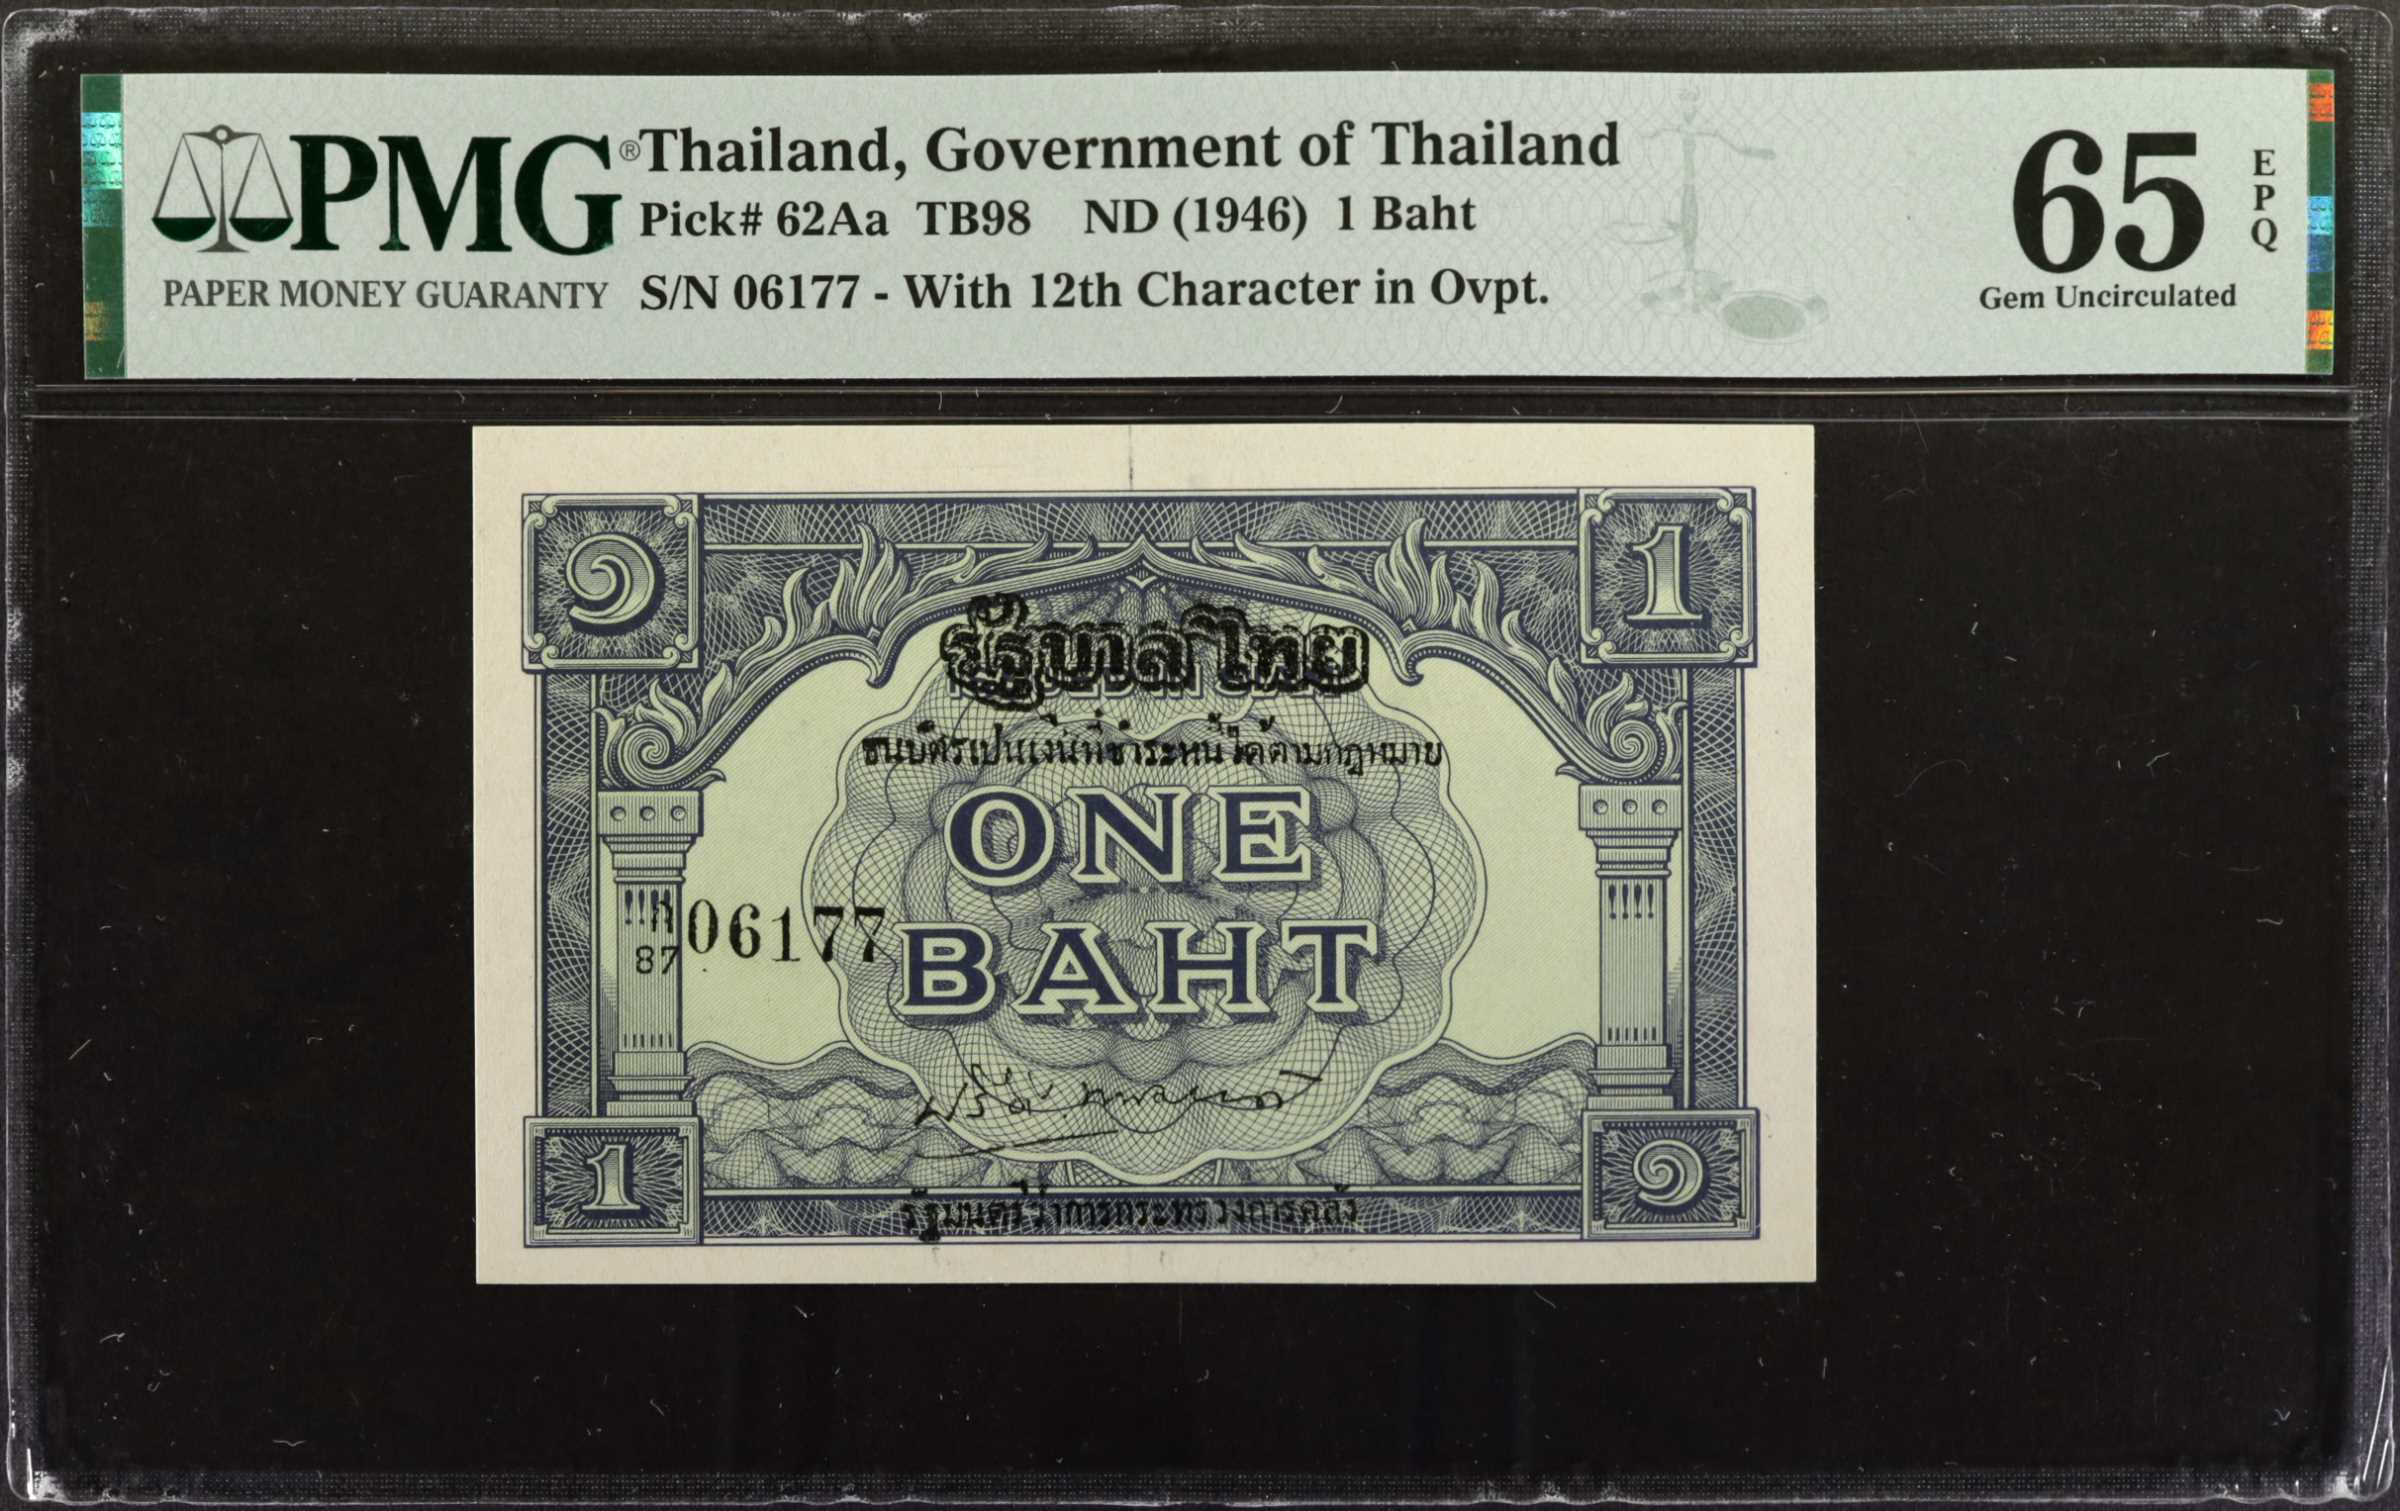 PMG®
PAPER MONEY GUARANTY
Thailand, Government of Thailand
Pick# 62Aa TB98 ND (1946) 1 Baht
S/N 06177 - With 12th Character in Ovpt.
65
EPQ
Gem Uncirculated
๑ 1
รัฐบาลไทย
ธนบัตร์เป็นเงินที่ชำระหนี้ได้ตามกฎหมาย
ONE
ก
87 06177
BAHT
รัฐมนตรีว่าการกระทรวงการคลัง
1 ๑